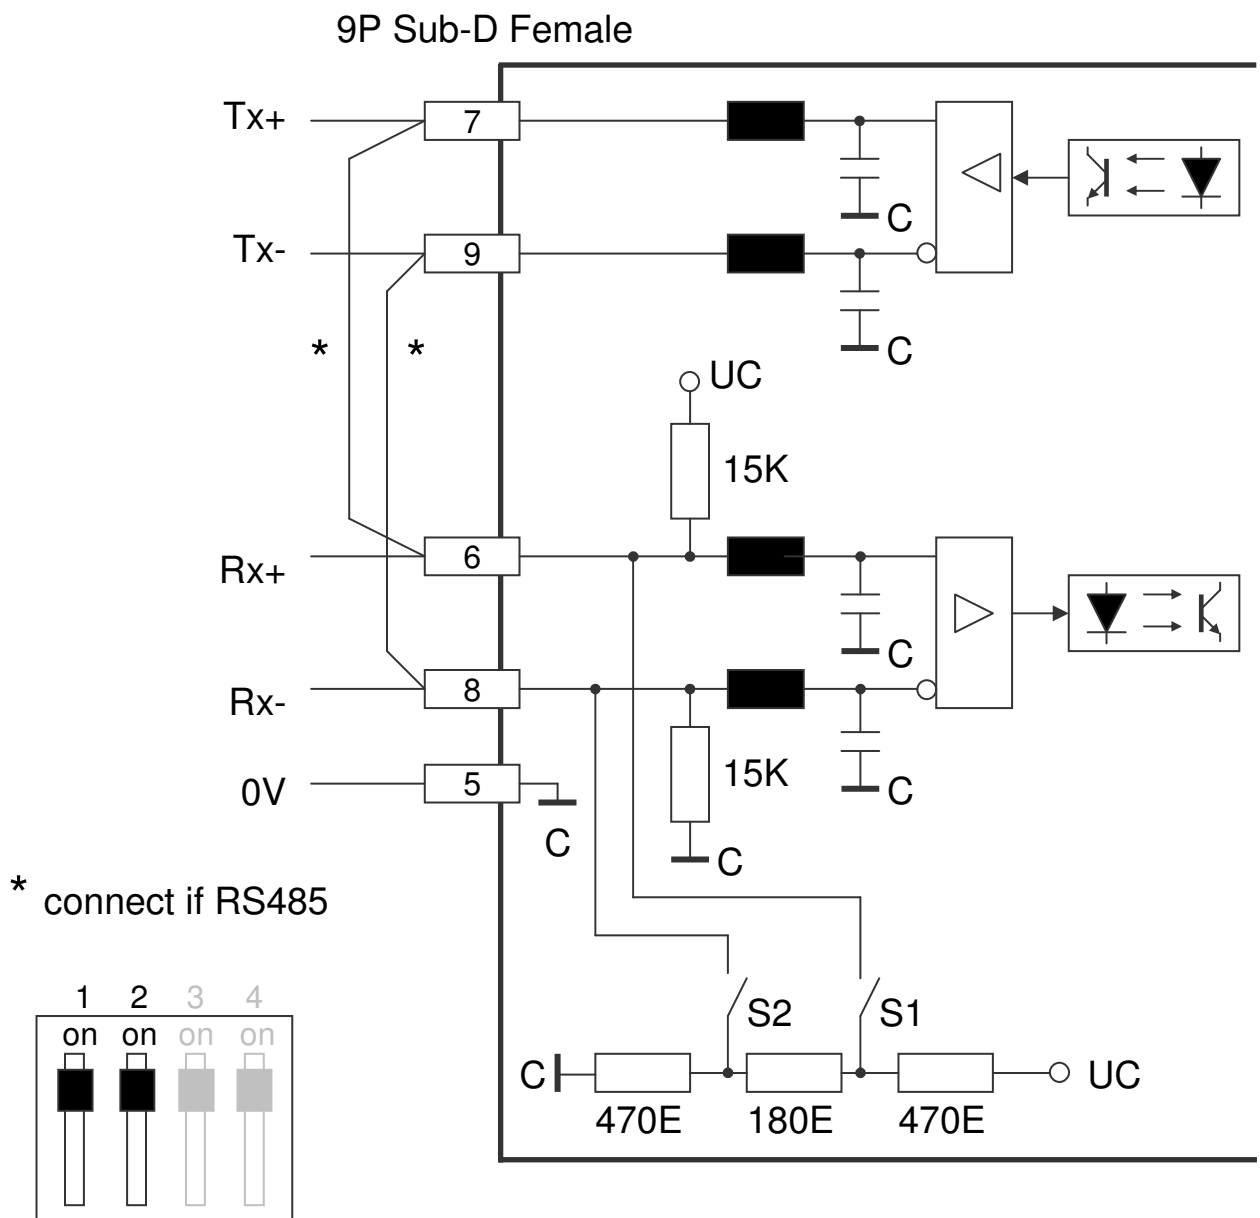 9P Sub-D Female
Tx+
7
C
Tx-
9
C
*
*
UC
15K
Rx+
6
C
Rx-
8
15K
C
0V
5
C
C
* connect if RS485
1 2 3 4
on on on on
S2
S1
C
UC
470E
180E
470E